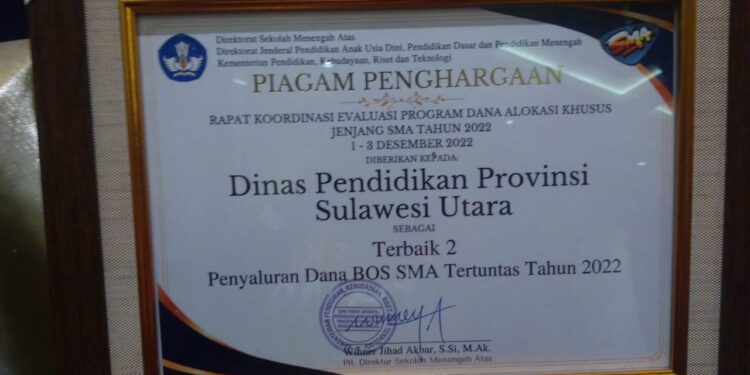 Direktorat Sekolah Menengah Atas
Direktorat Jenderal Pendidikan Anak Usia Dini, Pendidikan Dasar dan Pendidikan Menengah
Kementerian Pendidikan, Kebudayaan, Riset dan Teknologi
SMA
PIAGAM PENGHARGAAN
RAPAT KOORDINASI EVALUASI PROGRAM DANA ALOKASI KHUSUS
JENJANG SMA TAHUN 2022
1 - 3 DESEMBER 2022
DIBERIKAN KEPADA:
Dinas Pendidikan Provinsi
Sulawesi Utara
SEBAGAI
Terbaik 2
Penyaluran Dana BOS SMA Tertuntas Tahun 2022
Winner Jihad Akbar, S.Si, M.Ak.
Plt. Direktur Sekolah Menengah Atas